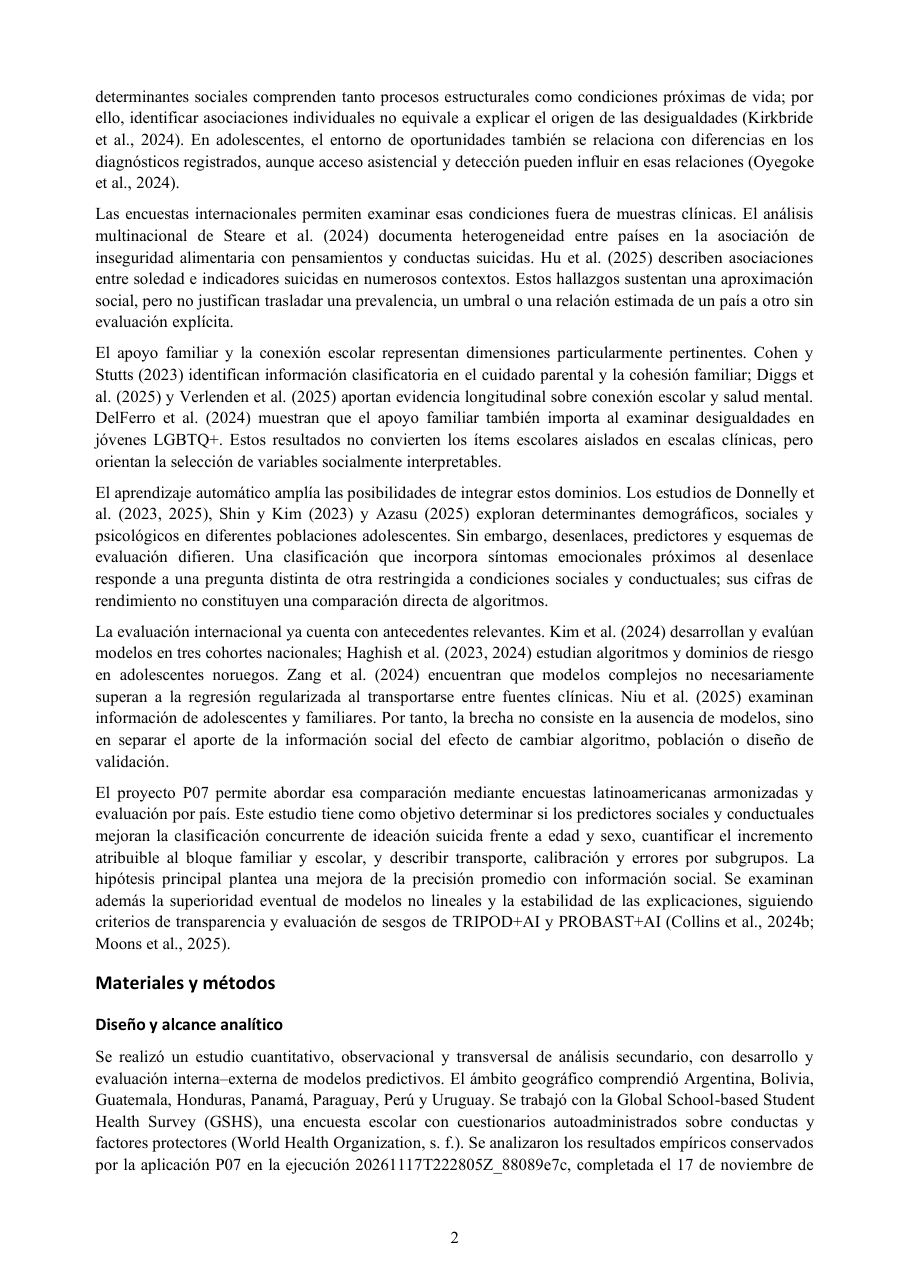 determinantes sociales comprenden tanto procesos estructurales como condiciones próximas de vida; por
ello, identificar asociaciones individuales no equivale a explicar el origen de las desigualdades (Kirkbride
et al., 2024). En adolescentes, el entorno de oportunidades también se relaciona con diferencias en los
diagnósticos registrados, aunque acceso asistencial y detección pueden influir en esas relaciones (Oyegoke
et al., 2024).
Las encuestas internacionales permiten examinar esas condiciones fuera de muestras clínicas. El análisis
multinacional de Steare et al. (2024) documenta heterogeneidad entre países en la asociación de
inseguridad alimentaria con pensamientos y conductas suicidas. Hu et al. (2025) describen asociaciones
entre soledad e indicadores suicidas en numerosos contextos. Estos hallazgos sustentan una aproximación
social, pero no justifican trasladar una prevalencia, un umbral o una relación estimada de un país a otro sin
evaluación explícita.
El apoyo familiar y la conexión escolar representan dimensiones particularmente pertinentes. Cohen y
Stutts (2023) identifican información clasificatoria en el cuidado parental y la cohesión familiar; Diggs et
al. (2025) y Verlenden et al. (2025) aportan evidencia longitudinal sobre conexión escolar y salud mental.
DelFerro et al. (2024) muestran que el apoyo familiar también importa al examinar desigualdades en
jóvenes LGBTQ+. Estos resultados no convierten los ítems escolares aislados en escalas clínicas, pero
orientan la selección de variables socialmente interpretables.
El aprendizaje automático amplía las posibilidades de integrar estos dominios. Los estudios de Donnelly et
al. (2023, 2025), Shin y Kim (2023) y Azasu (2025) exploran determinantes demográficos, sociales y
psicológicos en diferentes poblaciones adolescentes. Sin embargo, desenlaces, predictores y esquemas de
evaluación difieren. Una clasificación que incorpora síntomas emocionales próximos al desenlace
responde a una pregunta distinta de otra restringida a condiciones sociales y conductuales; sus cifras de
rendimiento no constituyen una comparación directa de algoritmos.
La evaluación internacional ya cuenta con antecedentes relevantes. Kim et al. (2024) desarrollan y evalúan
modelos en tres cohortes nacionales; Haghish et al. (2023, 2024) estudian algoritmos y dominios de riesgo
en adolescentes noruegos. Zang et al. (2024) encuentran que modelos complejos no necesariamente
superan a la regresión regularizada al transportarse entre fuentes clínicas. Niu et al. (2025) examinan
información de adolescentes y familiares. Por tanto, la brecha no consiste en la ausencia de modelos, sino
en separar el aporte de la información social del efecto de cambiar algoritmo, población o diseño de
validación.
El proyecto P07 permite abordar esa comparación mediante encuestas latinoamericanas armonizadas y
evaluación por país. Este estudio tiene como objetivo determinar si los predictores sociales y conductuales
mejoran la clasificación concurrente de ideación suicida frente a edad y sexo, cuantificar el incremento
atribuible al bloque familiar y escolar, y describir transporte, calibración y errores por subgrupos. La
hipótesis principal plantea una mejora de la precisión promedio con información social. Se examinan
además la superioridad eventual de modelos no lineales y la estabilidad de las explicaciones, siguiendo
criterios de transparencia y evaluación de sesgos de TRIPOD+AI y PROBAST+AI (Collins et al., 2024b;
Moons et al., 2025).
Materiales y métodos
Diseño y alcance analítico
Se realizó un estudio cuantitativo, observacional y transversal de análisis secundario, con desarrollo y
evaluación interna–externa de modelos predictivos. El ámbito geográfico comprendió Argentina, Bolivia,
Guatemala, Honduras, Panamá, Paraguay, Perú y Uruguay. Se trabajó con la Global School-based Student
Health Survey (GSHS), una encuesta escolar con cuestionarios autoadministrados sobre conductas y
factores protectores (World Health Organization, s. f.). Se analizaron los resultados empíricos conservados
por la aplicación P07 en la ejecución 20261117T222805Z_88089e7c, completada el 17 de noviembre de
2